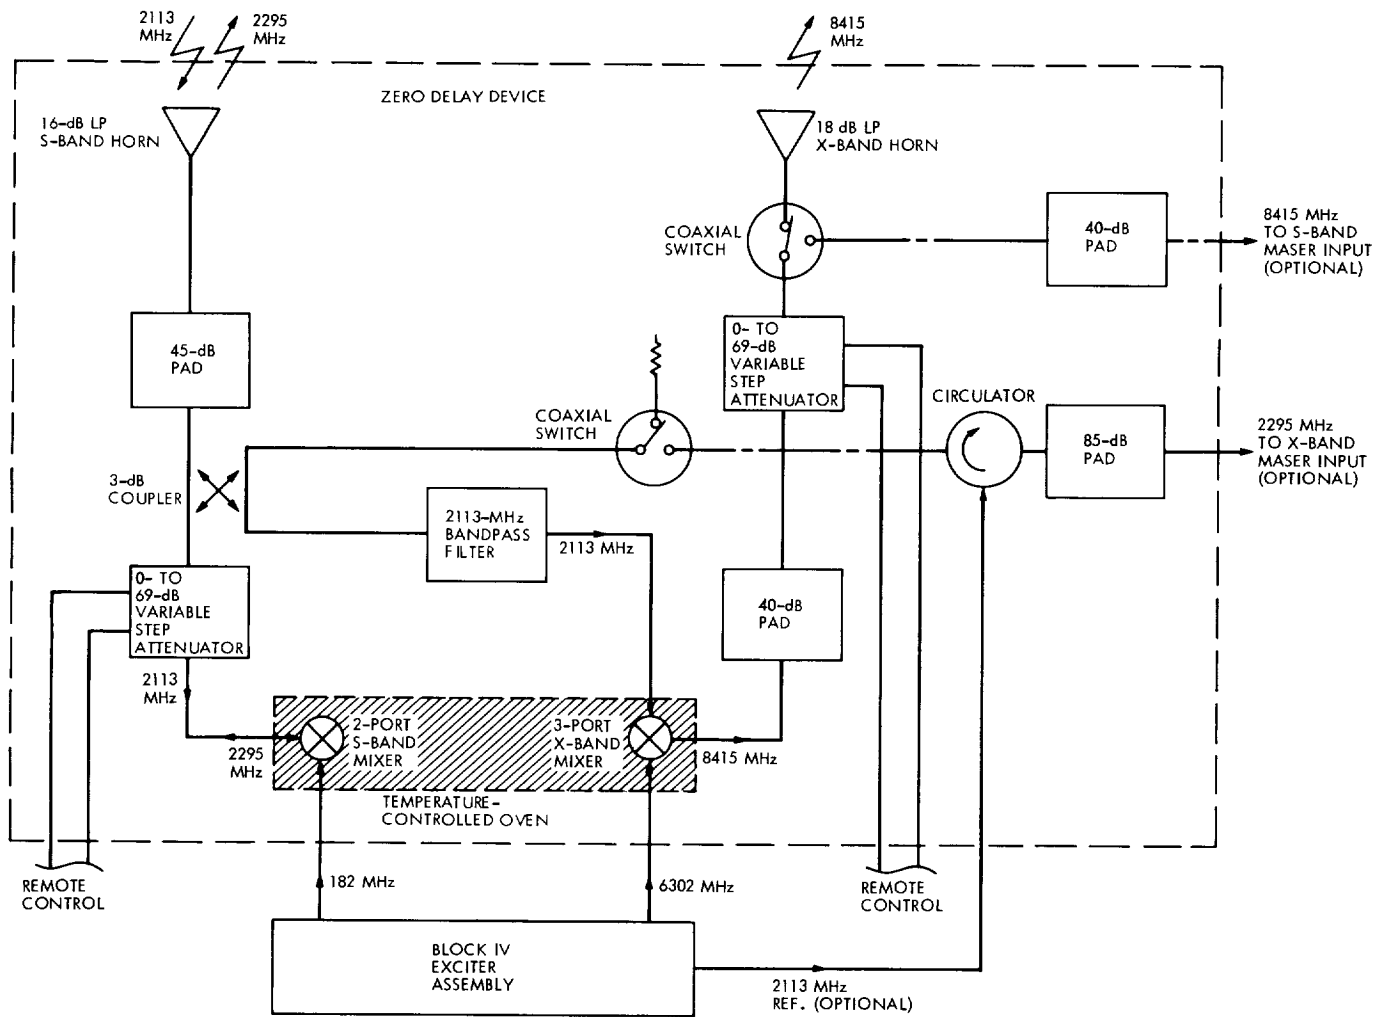 2113
MHz
2295
MHz
8415
MHz
ZERO DELAY DEVICE
16-dB LP
S-BAND HORN
18 dB LP
X-BAND HORN
COAXIAL
SWITCH
40-dB
PAD
8415 MHz
TO S-BAND
MASER INPUT
(OPTIONAL)
45-dB
PAD
0- TO
69-dB
VARIABLE
STEP
ATTENUATOR
COAXIAL
SWITCH
CIRCULATOR
85-dB
PAD
2295 MHz
TO X-BAND
MASER INPUT
(OPTIONAL)
3-dB
COUPLER
2113-MHz
BANDPASS
FILTER
2113 MHz
0- TO
69-dB
VARIABLE
STEP
ATTENUATOR
40-dB
PAD
2113
MHz
2295
MHz
2-PORT
S-BAND
MIXER
3-PORT
X-BAND
MIXER
8415 MHz
TEMPERATURE-
CONTROLLED OVEN
REMOTE
CONTROL
182 MHz
6302 MHz
REMOTE
CONTROL
BLOCK IV
EXCITER
ASSEMBLY
2113 MHz
REF. (OPTIONAL)